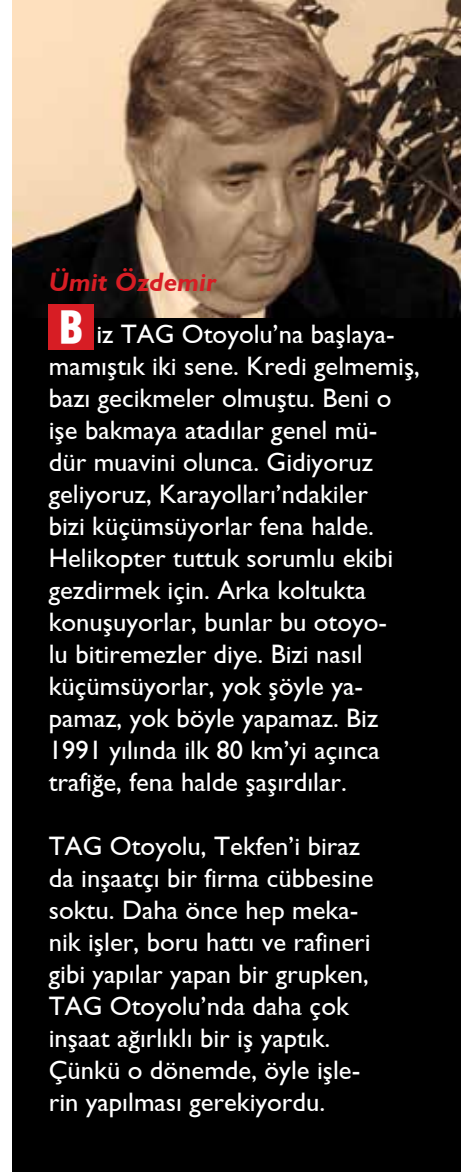 Ümit Özdemir
Biz TAG Otoyolu’na başlaya-
mamıştık iki sene. Kredi gelmemiş,
bazı gecikmeler olmuştu. Beni o
işe bakmaya atadılar genel mü-
dür muavini olunca. Gidiyoruz
geliyoruz, Karayolları’ndakiler
bizi küçümsüyorlar fena halde.
Helikopter tuttuk sorumlu ekibi
gezdirmek için. Arka koltukta
konuşuyorlar, bunlar bu otoyo-
lu bitiremezler diye. Bizi nasıl
küçümsüyorlar, yok şöyle ya-
pamaz, yok böyle yapamaz. Biz
1991 yılında ilk 80 km’yi açınca
trafiğe, fena halde şaşırdılar.
TAG Otoyolu, Tekfen’i biraz
da inşaatçı bir firma cübbesine
soktu. Daha önce hep meka-
nik işler, boru hattı ve rafineri
gibi yapılar yapan bir grupken,
TAG Otoyolu’nda daha çok
inşaat ağırlıklı bir iş yaptık.
Çünkü o dönemde, öyle işle-
rin yapılması gerekiyordu.